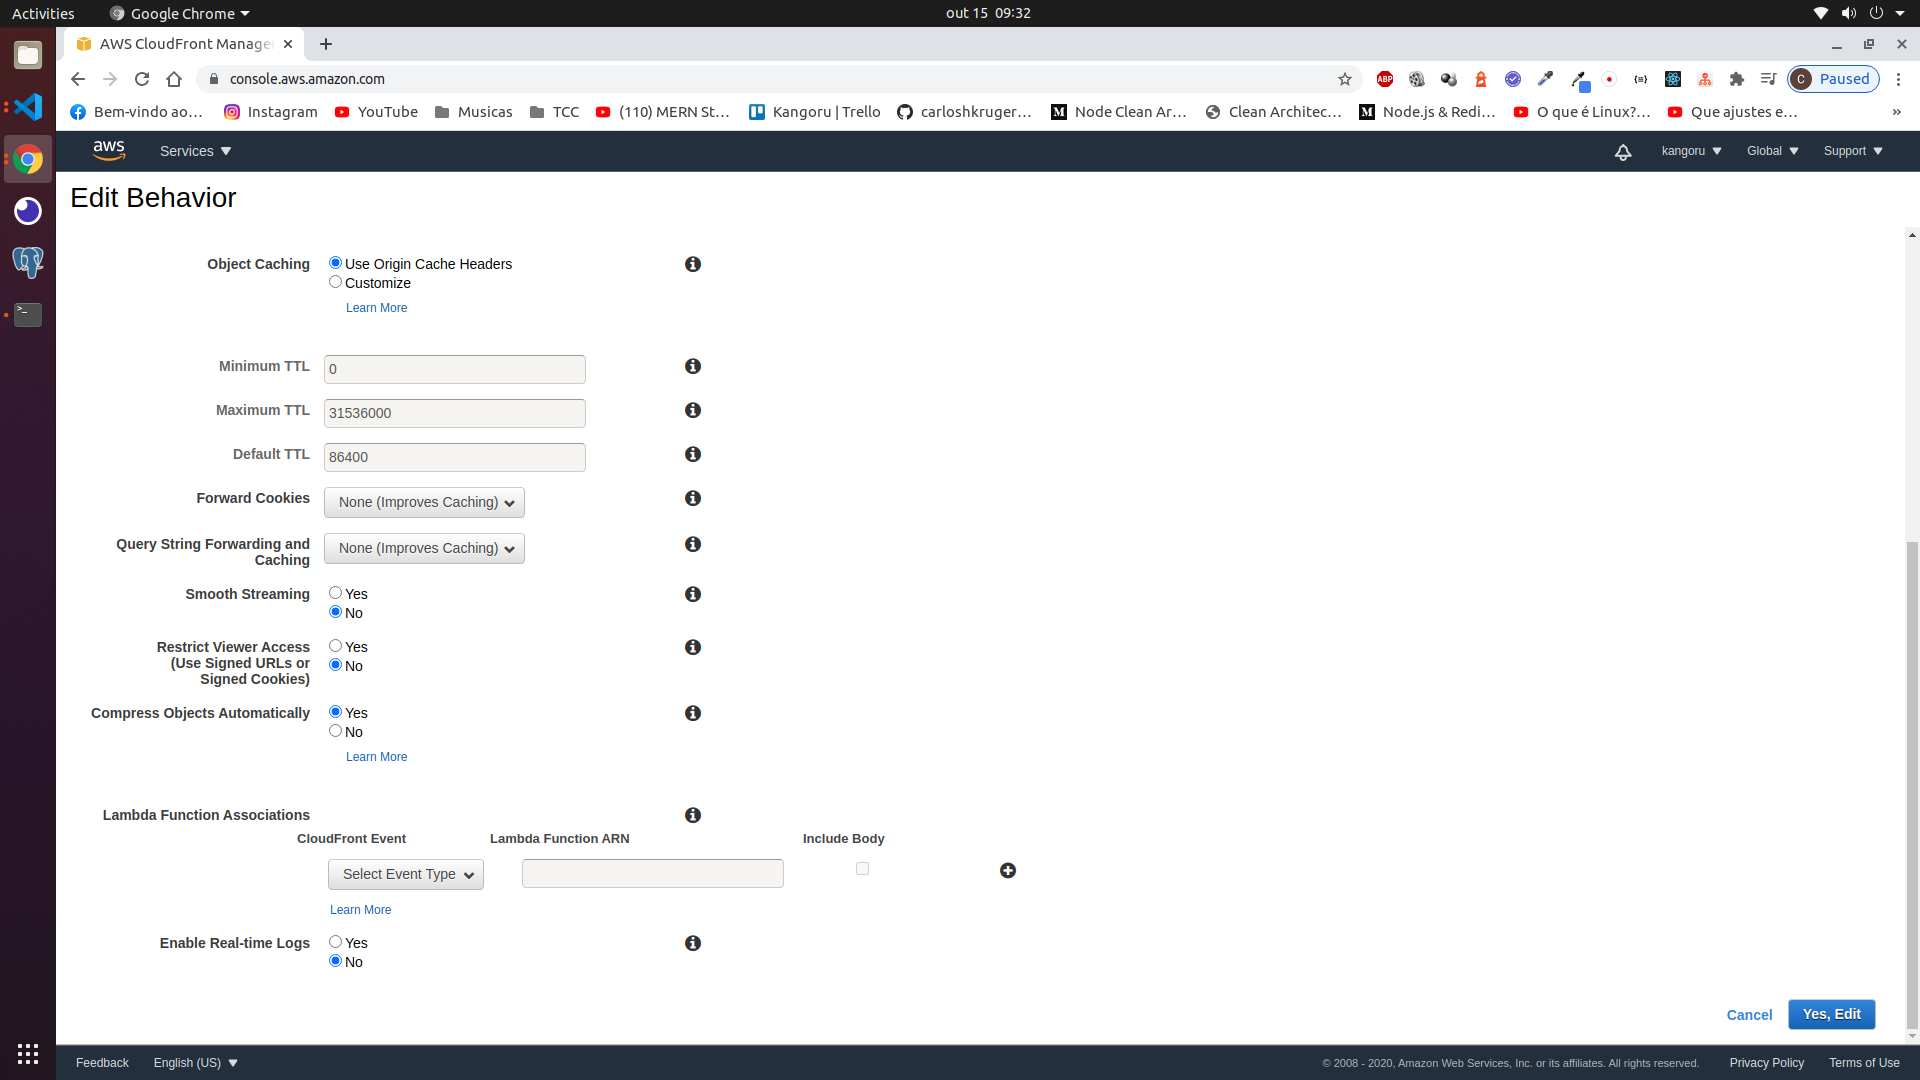 Activities
Google Chrome
out 15 09:32
AWS CloudFront Manage
console.aws.amazon.com
ABP
C
Paused
Bem-vindo ao…
Instagram
YouTube
Musicas
TCC
(110) MERN St…
Kangoru | Trello
carloshkruger…
Node Clean Ar…
Clean Architec…
Node.js & Redi…
O que é Linux?…
Que ajustes e…
»
aws
Services
kangoru
Global
Support
Edit Behavior
Object Caching
Use Origin Cache Headers
Customize
Learn More
Minimum TTL
0
Maximum TTL
31536000
Default TTL
86400
Forward Cookies
None (Improves Caching)
Query String Forwarding and
Caching
None (Improves Caching)
Smooth Streaming
Yes
No
Restrict Viewer Access
(Use Signed URLs or
Signed Cookies)
Yes
No
Compress Objects Automatically
Yes
No
Learn More
Lambda Function Associations
CloudFront Event
Lambda Function ARN
Include Body
Select Event Type
Learn More
Enable Real-time Logs
Yes
No
Cancel
Yes, Edit
Feedback
English (US)
© 2008 - 2020, Amazon Web Services, Inc. or its affiliates. All rights reserved.
Privacy Policy
Terms of Use